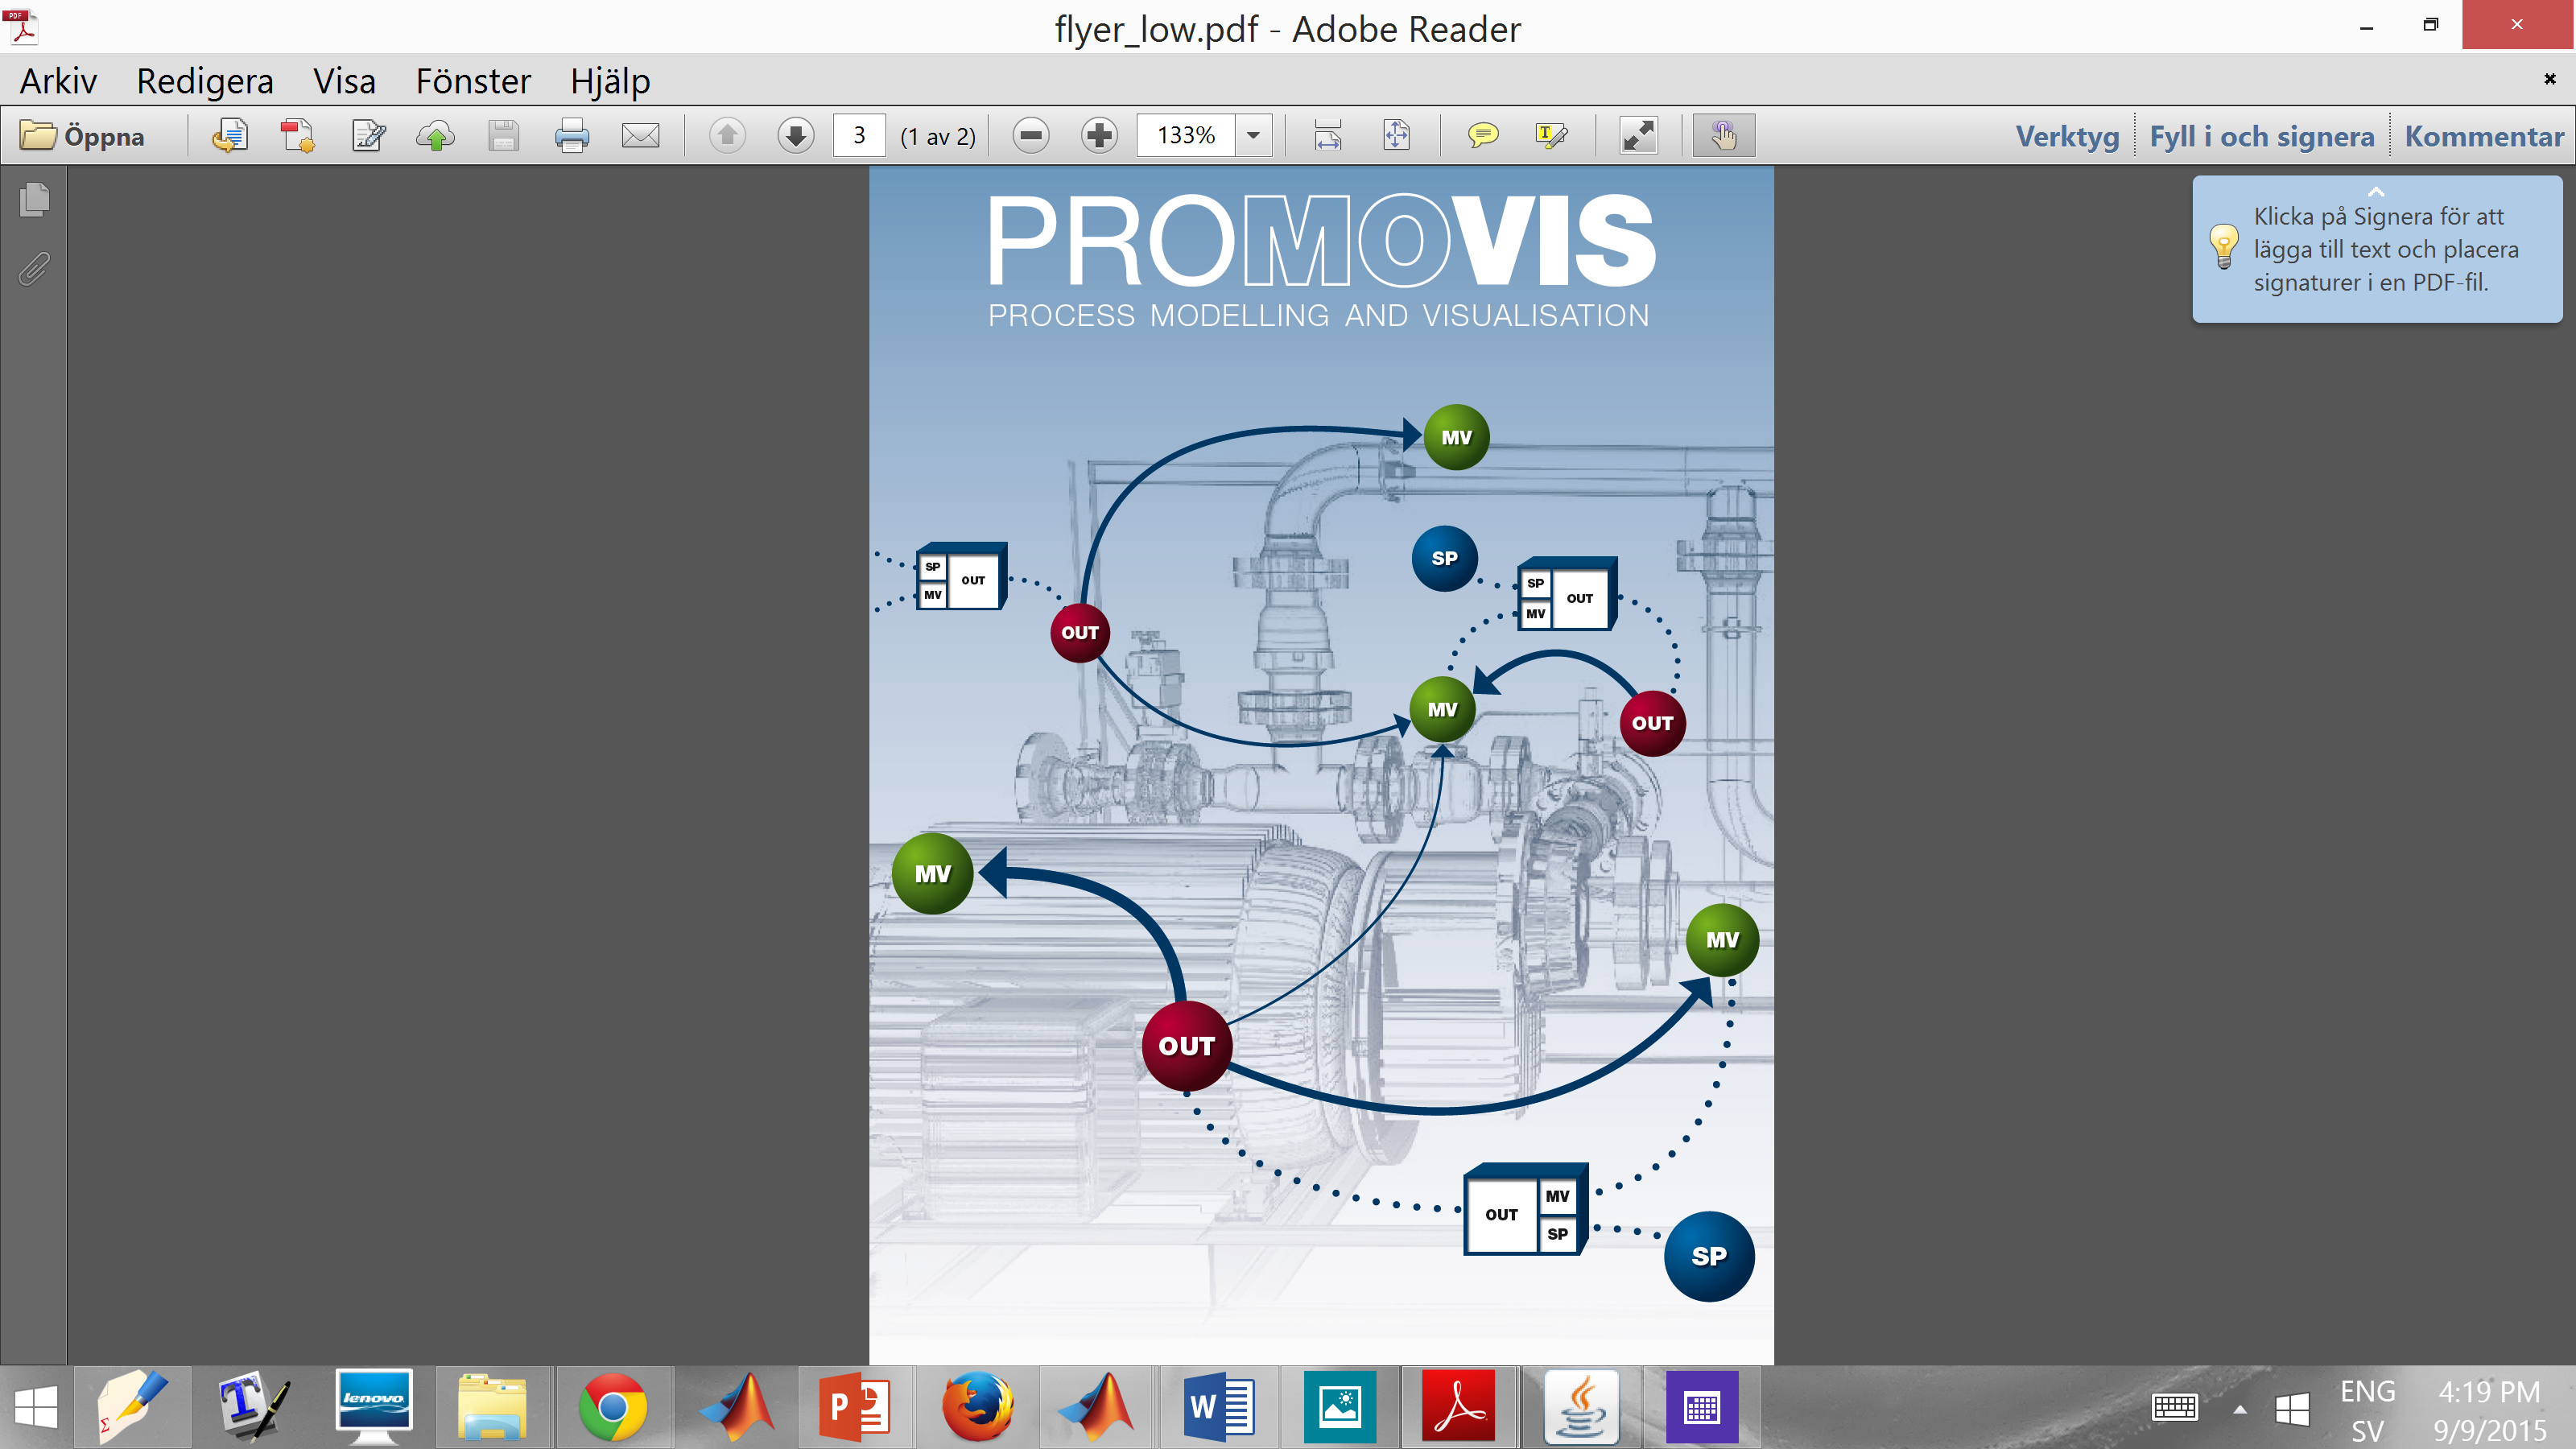 flyer_low.pdf - Adobe Reader
Arkiv Redigera Visa Fönster Hjälp
Öppna 3 (1 av 2) 133% Verktyg Fyll i och signera Kommentar
Klicka på Signera för att
lägga till text och placera
signaturer i en PDF-fil.
PROMOVIS
PROCESS MODELLING AND VISUALISATION
MV
SP
SP
MV
OUT
SP
MV
OUT
OUT
MV
OUT
MV
MV
OUT
OUT
MV
SP
SP
lenovo
ENG
SV
4:19 PM
9/9/2015